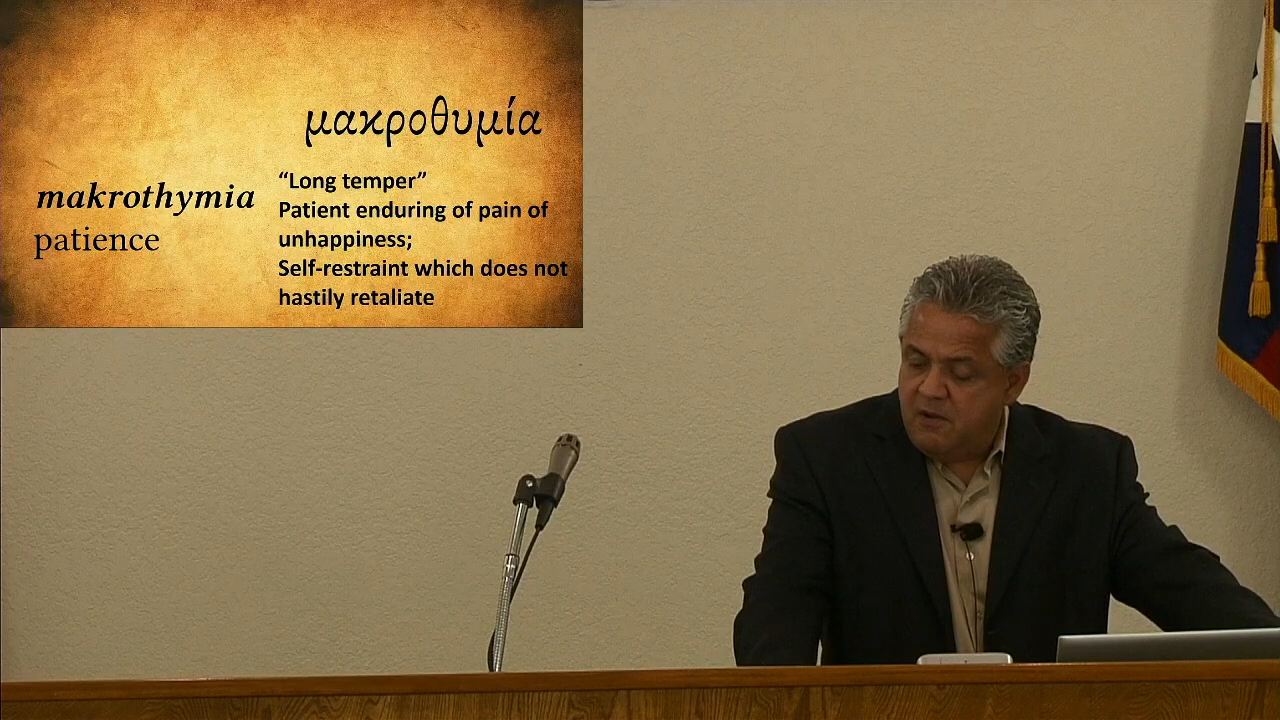 μακροθυμία
makrothymia
patience
“Long temper”
Patient enduring of pain of
unhappiness;
Self-restraint which does not
hastily retaliate